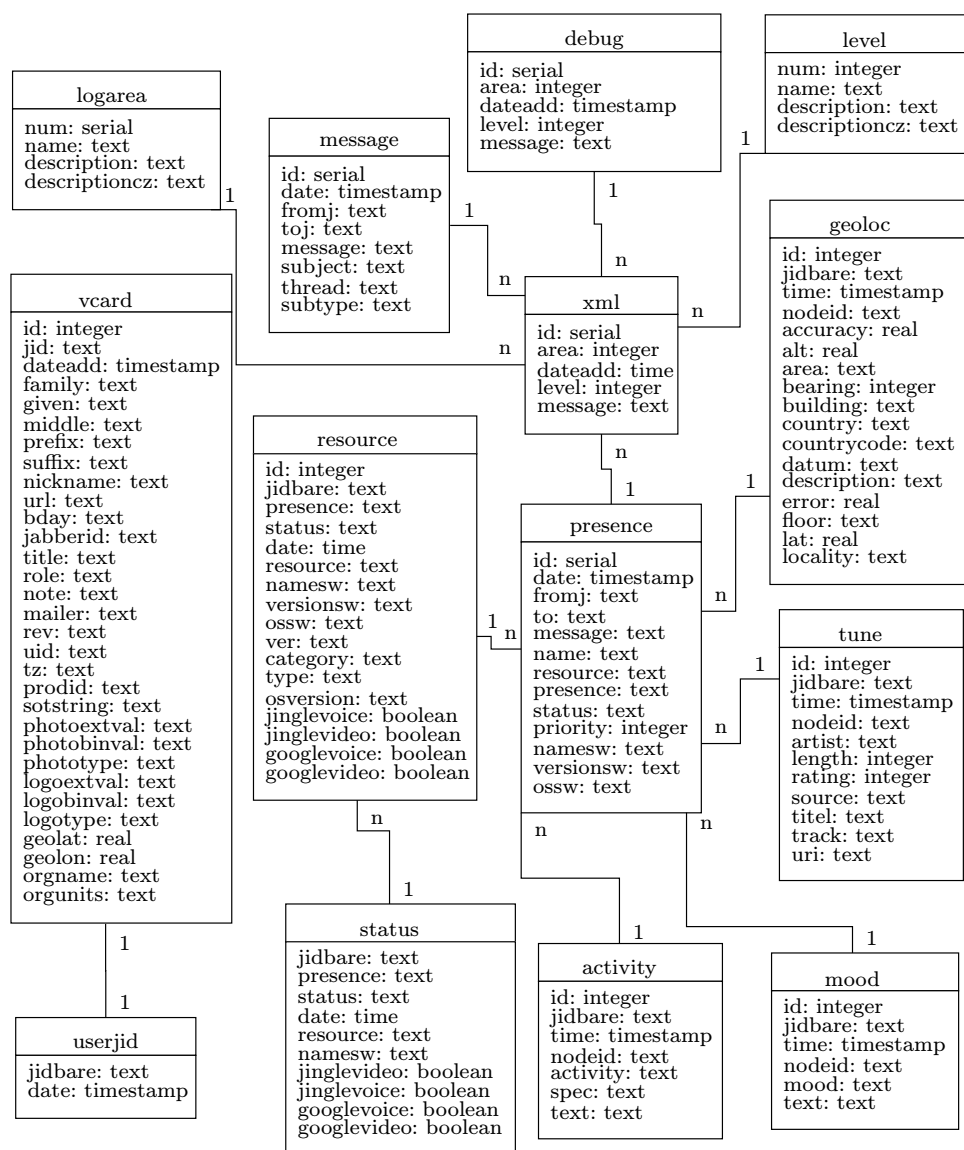 debug
id: serial
area: integer
dateadd: timestamp
level: integer
message: text
level
num: integer
name: text
description: text
descriptioncz: text
1
logarea
num: serial
name: text
description: text
descriptioncz: text
1
message
id: serial
date: timestamp
fromj: text
toj: text
message: text
subject: text
thread: text
subtype: text
1
n
1
n
n
n
xml
id: serial
area: integer
dateadd: time
level: integer
message: text
n
1
geoloc
id: integer
jidbare: text
time: timestamp
nodeid: text
accuracy: real
alt: real
area: text
bearing: integer
building: text
country: text
countrycode: text
datum: text
description: text
error: real
floor: text
lat: real
locality: text
1
n
vcard
id: integer
jid: text
dateadd: timestamp
family: text
given: text
middle: text
prefix: text
suffix: text
nickname: text
url: text
bday: text
jabberid: text
title: text
role: text
note: text
mailer: text
rev: text
uid: text
tz: text
prodid: text
sotstring: text
photoextval: text
photobinval: text
phototype: text
logoextval: text
logobinval: text
logotype: text
geolat: real
geolon: real
orgname: text
orgunits: text
1
1
resource
id: integer
jidbare: text
presence: text
status: text
date: time
resource: text
namesw: text
versionsw: text
ossw: text
ver: text
category: text
type: text
osversion: text
jinglevoice: boolean
jinglevideo: boolean
googlevoice: boolean
googlevideo: boolean
1
n
n
1
presence
id: serial
date: timestamp
fromj: text
to: text
message: text
name: text
resource: text
presence: text
status: text
priority: integer
namesw: text
versionsw: text
ossw: text
n
n
tune
id: integer
jidbare: text
time: timestamp
nodeid: text
artist: text
length: integer
rating: integer
source: text
titel: text
track: text
uri: text
1
n
userjid
jidbare: text
date: timestamp
status
jidbare: text
presence: text
status: text
date: time
resource: text
namesw: text
jinglevideo: boolean
jinglevoice: boolean
googlevoice: boolean
googlevideo: boolean
1
activity
id: integer
jidbare: text
time: timestamp
nodeid: text
activity: text
spec: text
text: text
1
mood
id: integer
jidbare: text
time: timestamp
nodeid: text
mood: text
text: text